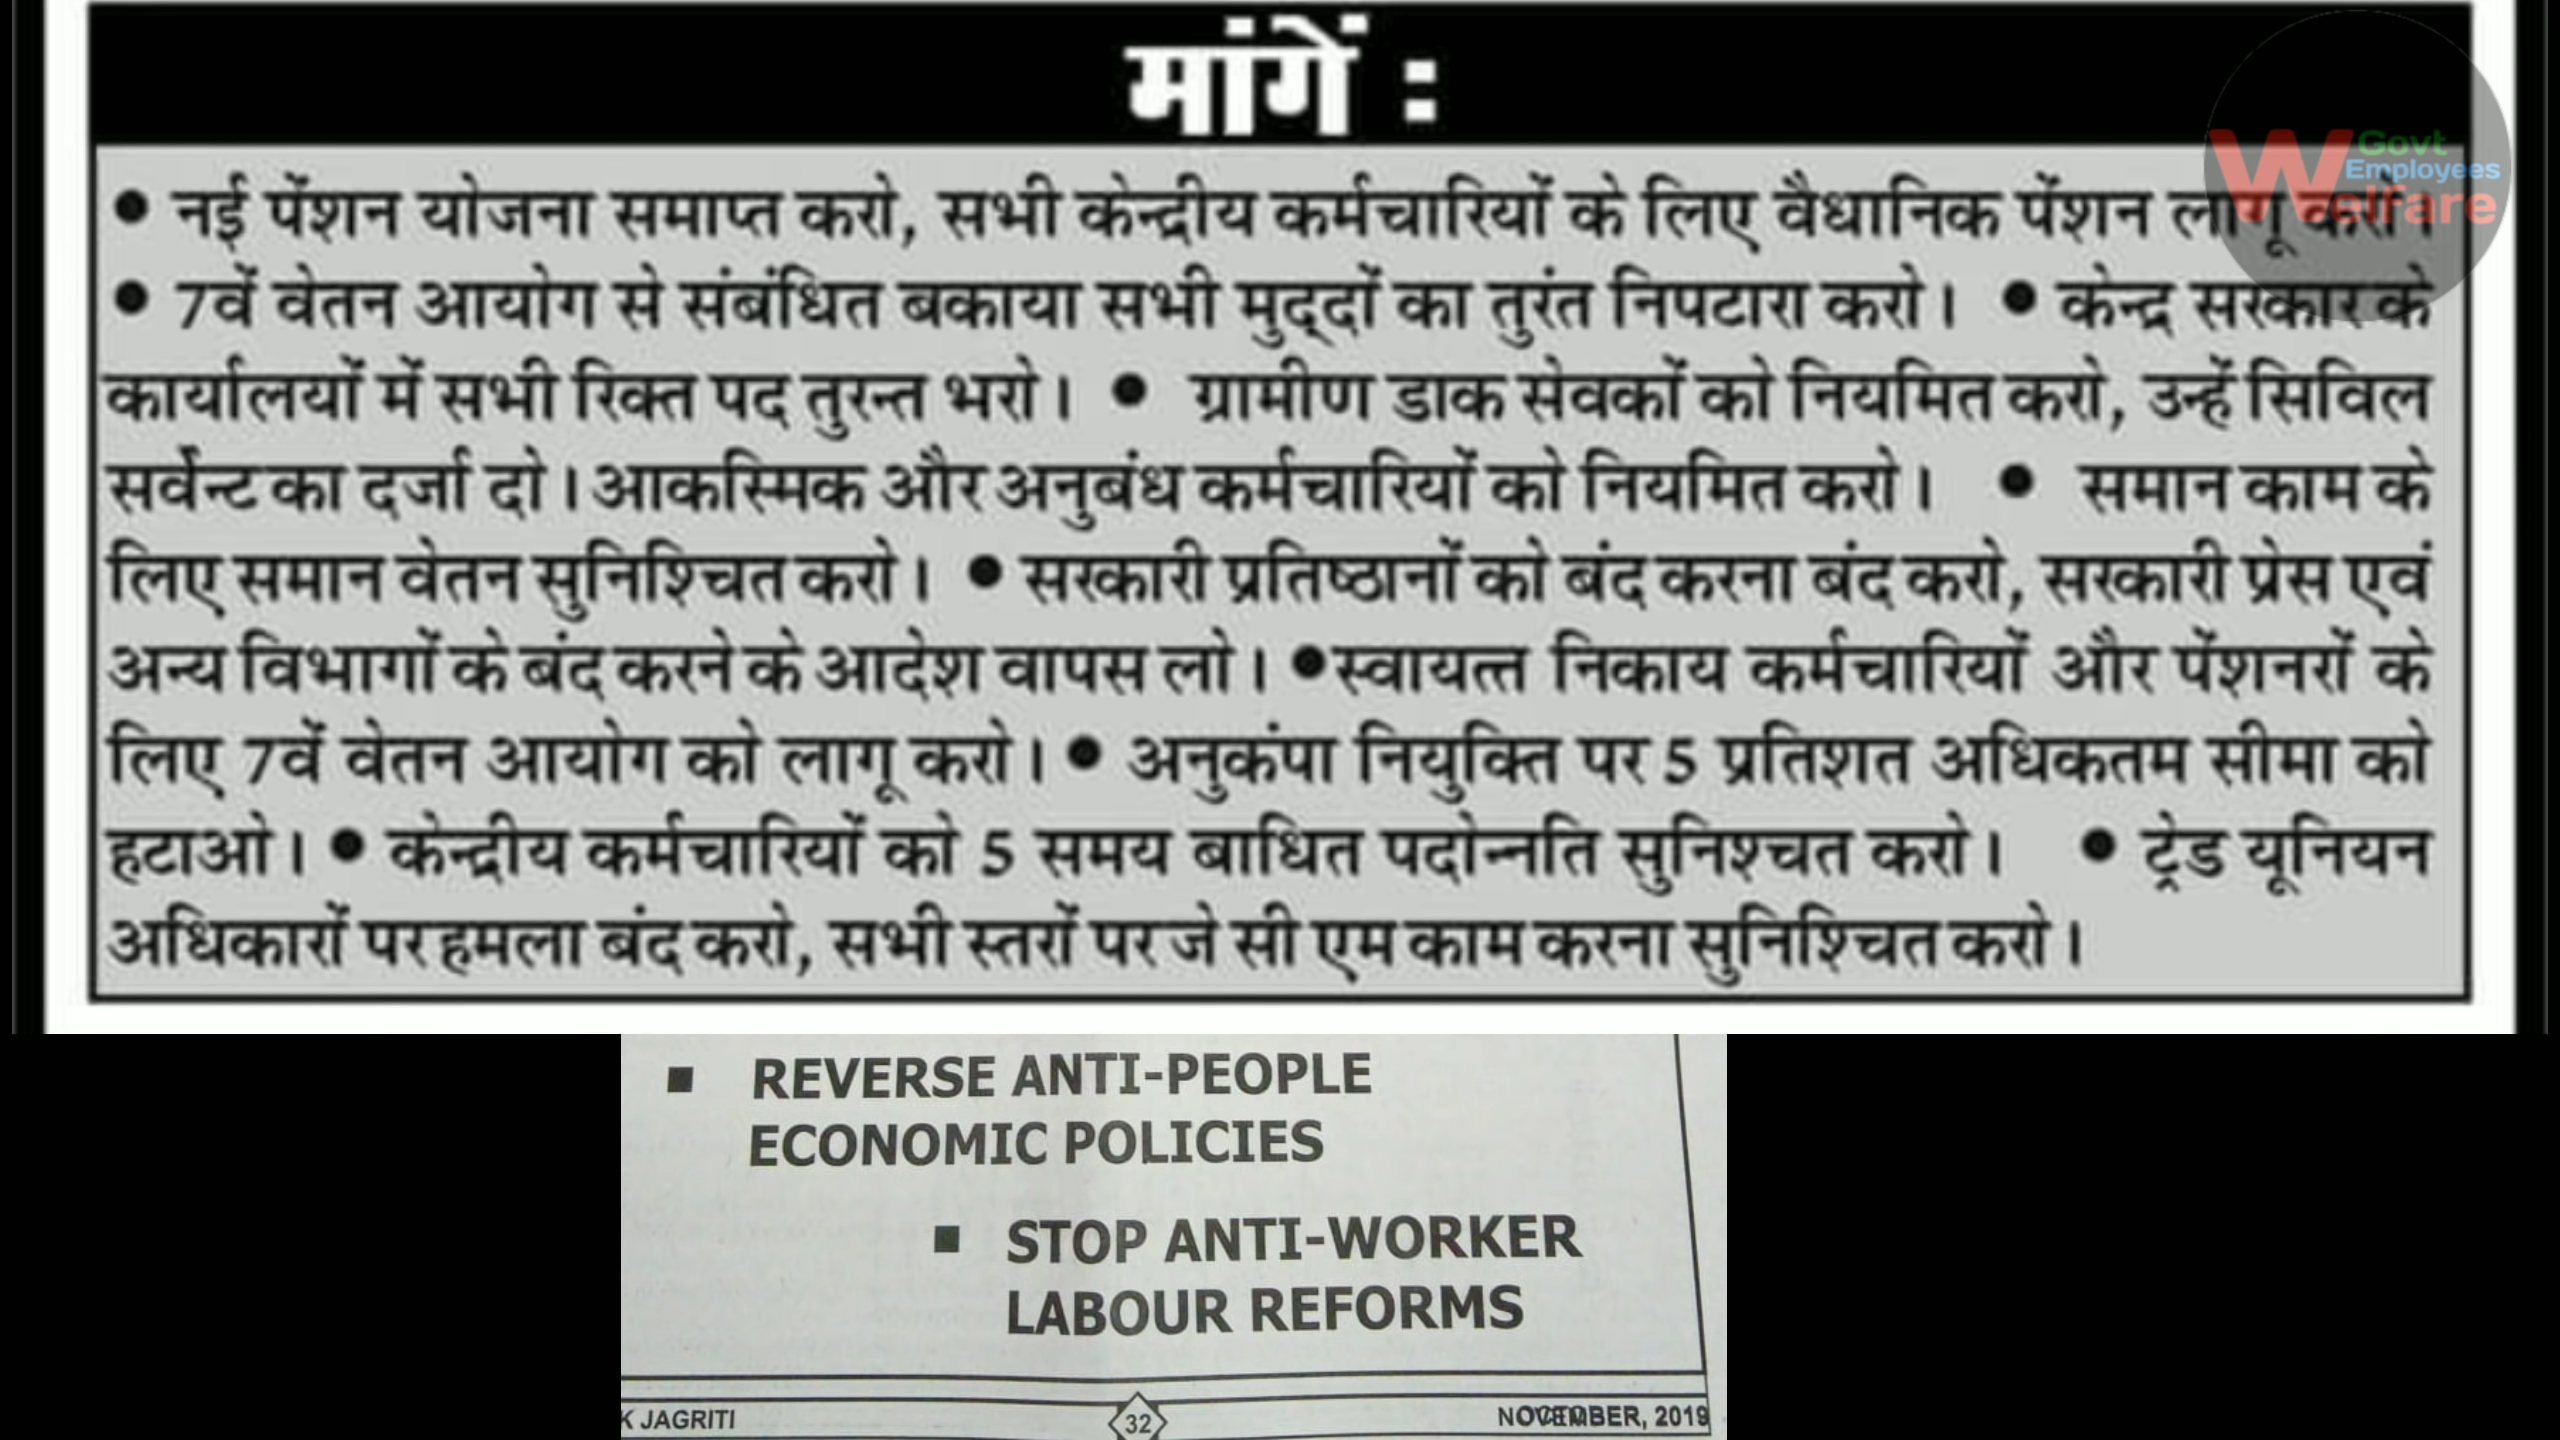 मांगें :
• नई पेंशन योजना समाप्त करो, सभी केन्द्रीय कर्मचारियों के लिए वैधानिक पेंशन लागू करो।
• 7वें वेतन आयोग से संबंधित बकाया सभी मुद्दों का तुरंत निपटारा करो। • केन्द्र सरकार के
कार्यालयों में सभी रिक्त पद तुरन्त भरो। • ग्रामीण डाक सेवकों को नियमित करो, उन्हें सिविल
सर्वेन्ट का दर्जा दो। आकस्मिक और अनुबंध कर्मचारियों को नियमित करो। • समान काम के
लिए समान वेतन सुनिश्चित करो। • सरकारी प्रतिष्ठानों को बंद करना बंद करो, सरकारी प्रेस एवं
अन्य विभागों के बंद करने के आदेश वापस लो। •स्वायत्त निकाय कर्मचारियों और पेंशनरों के
लिए 7वें वेतन आयोग को लागू करो। • अनुकंपा नियुक्ति पर 5 प्रतिशत अधिकतम सीमा को
हटाओ। • केन्द्रीय कर्मचारियों को 5 समय बाधित पदोन्नति सुनिश्चत करो। • ट्रेड यूनियन
अधिकारों पर हमला बंद करो, सभी स्तरों पर जे सी एम काम करना सुनिश्चित करो।
Govt
Employees
Welfare
▪ REVERSE ANTI-PEOPLE
ECONOMIC POLICIES
▪ STOP ANTI-WORKER
LABOUR REFORMS
K JAGRITI 32 2019